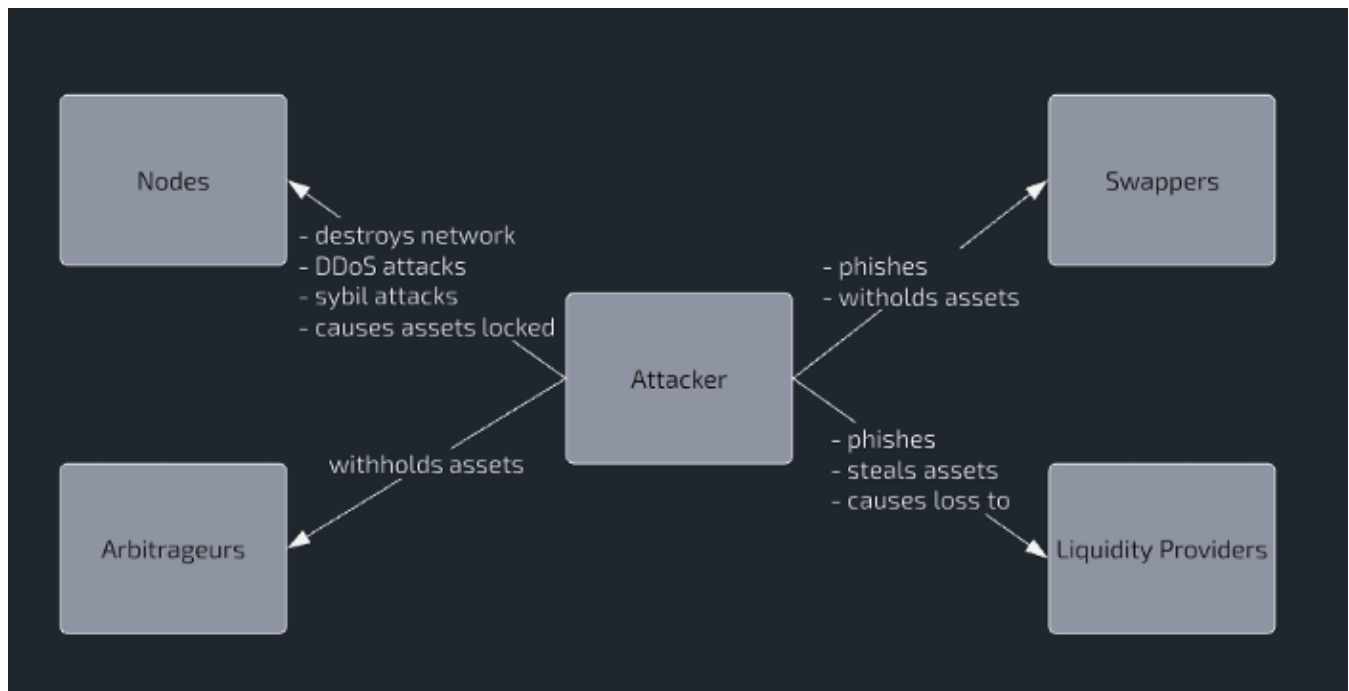 Nodes
Swappers
- destroys network
- DDoS attacks
- sybil attacks
- causes assets locked
- phishes
- witholds assets
Attacker
withholds assets
- phishes
- steals assets
- causes loss to
Arbitrageurs
Liquidity Providers